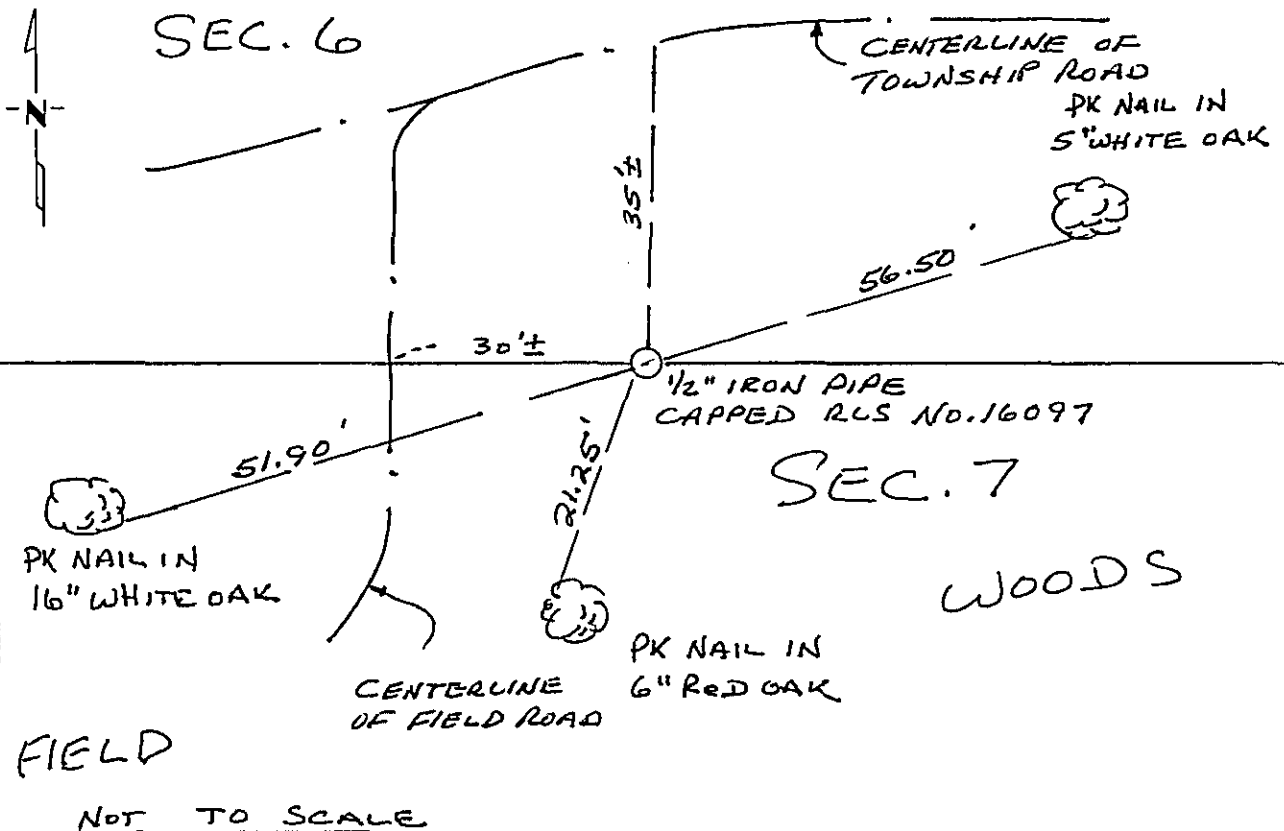 SEC. 6
CENTERLINE OF
TOWNSHIP ROAD
N
PK NAIL IN
5" WHITE OAK
35'±
56.50'
30'±
1/2" IRON PIPE
CAPPED RLS NO. 16097
51.90'
21.25'
SEC. 7
PK NAIL IN
16" WHITE OAK
WOODS
PK NAIL IN
6" RED OAK
CENTERLINE
OF FIELD ROAD
FIELD
NOT TO SCALE